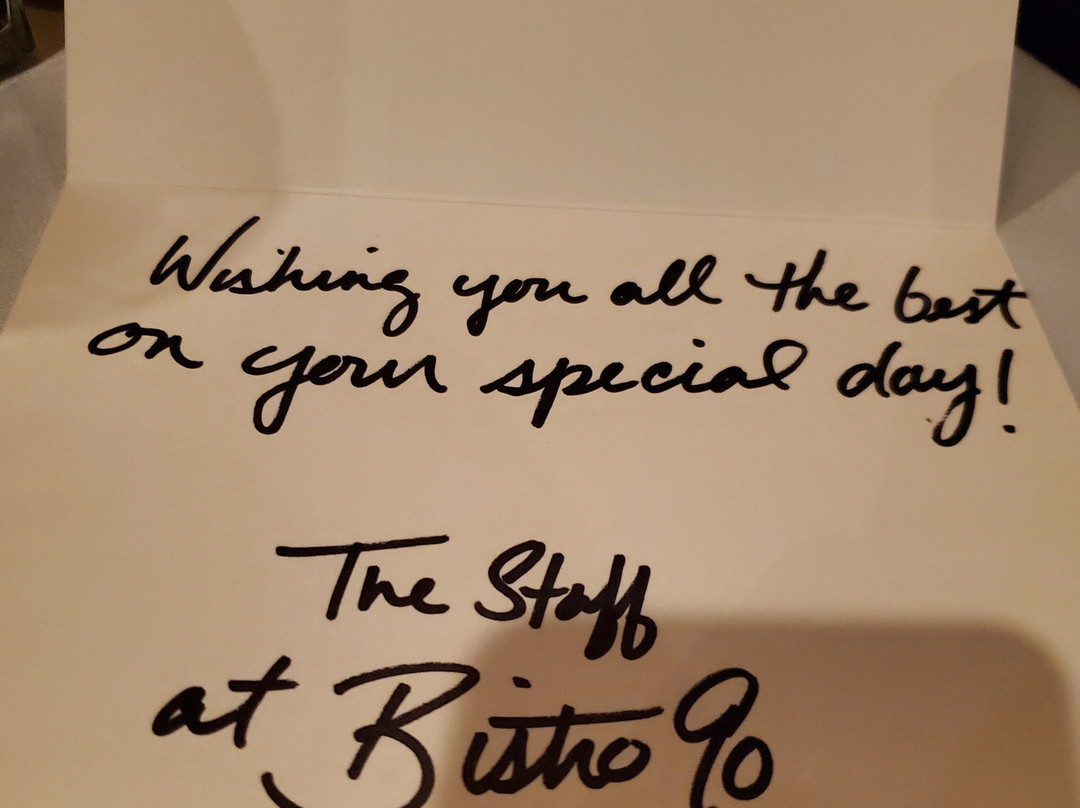 Wishing you all the best
on your special day!
The Staff
at Bistro 90